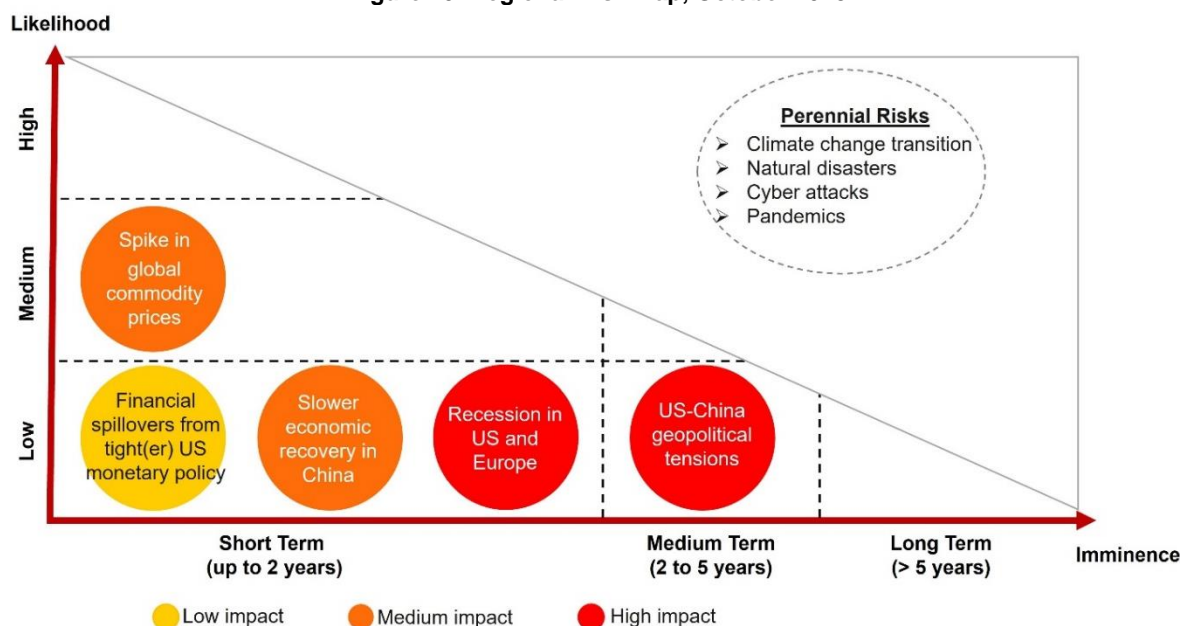 Likelihood
High
Medium
Low
Perennial Risks
➢ Climate change transition
➢ Natural disasters
➢ Cyber attacks
➢ Pandemics
Spike in
global
commodity
prices
Financial
spillovers from
tight(er) US
monetary policy
Slower
economic
recovery in
China
Recession in
US and
Europe
US-China
geopolitical
tensions
Short Term
(up to 2 years)
Medium Term
(2 to 5 years)
Long Term
(> 5 years)
Imminence
Low impact
Medium impact
High impact